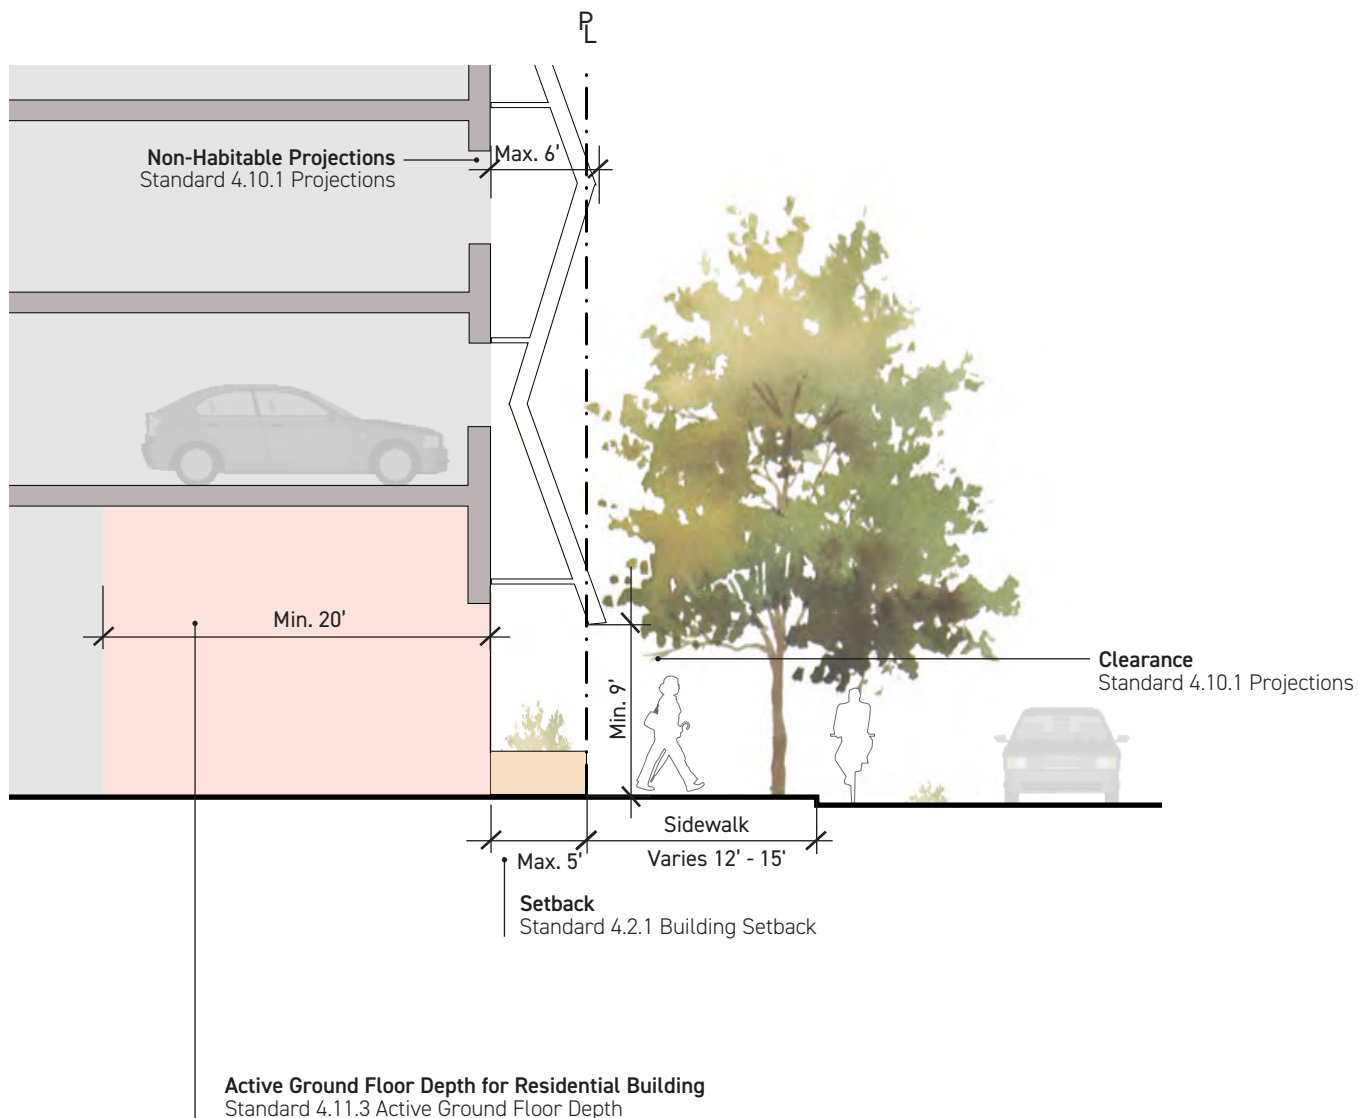 PL
Non-Habitable Projections
Standard 4.10.1 Projections
Max. 6'
Min. 20'
Min. 9'
Clearance
Standard 4.10.1 Projections
Sidewalk
Max. 5'
Varies 12' - 15'
Setback
Standard 4.2.1 Building Setback
Active Ground Floor Depth for Residential Building
Standard 4.11.3 Active Ground Floor Depth